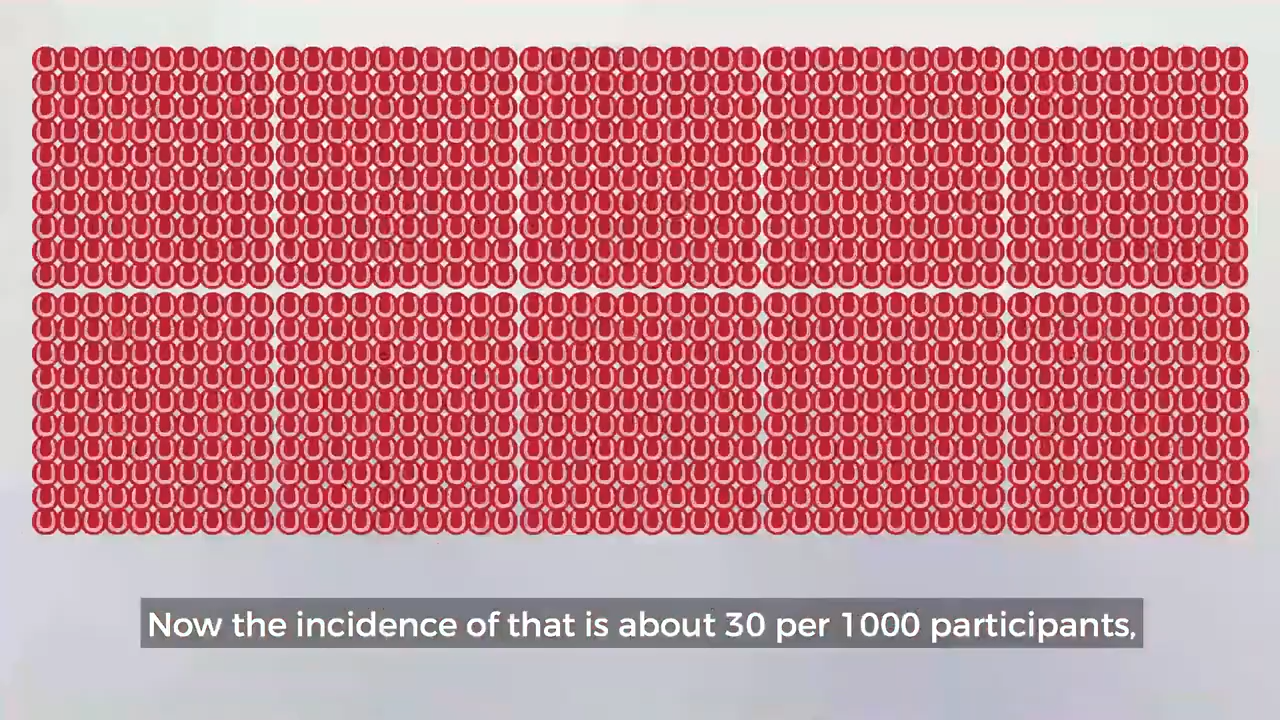 Now the incidence of that is about 30 per 1000 participants,